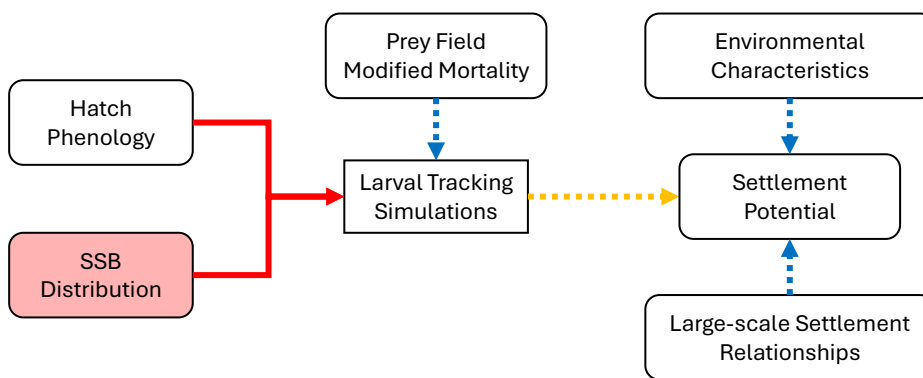 Prey Field
Modified Mortality
Environmental
Characteristics
Hatch
Phenology
Larval Tracking
Simulations
Settlement
Potential
SSB
Distribution
Large-scale Settlement
Relationships